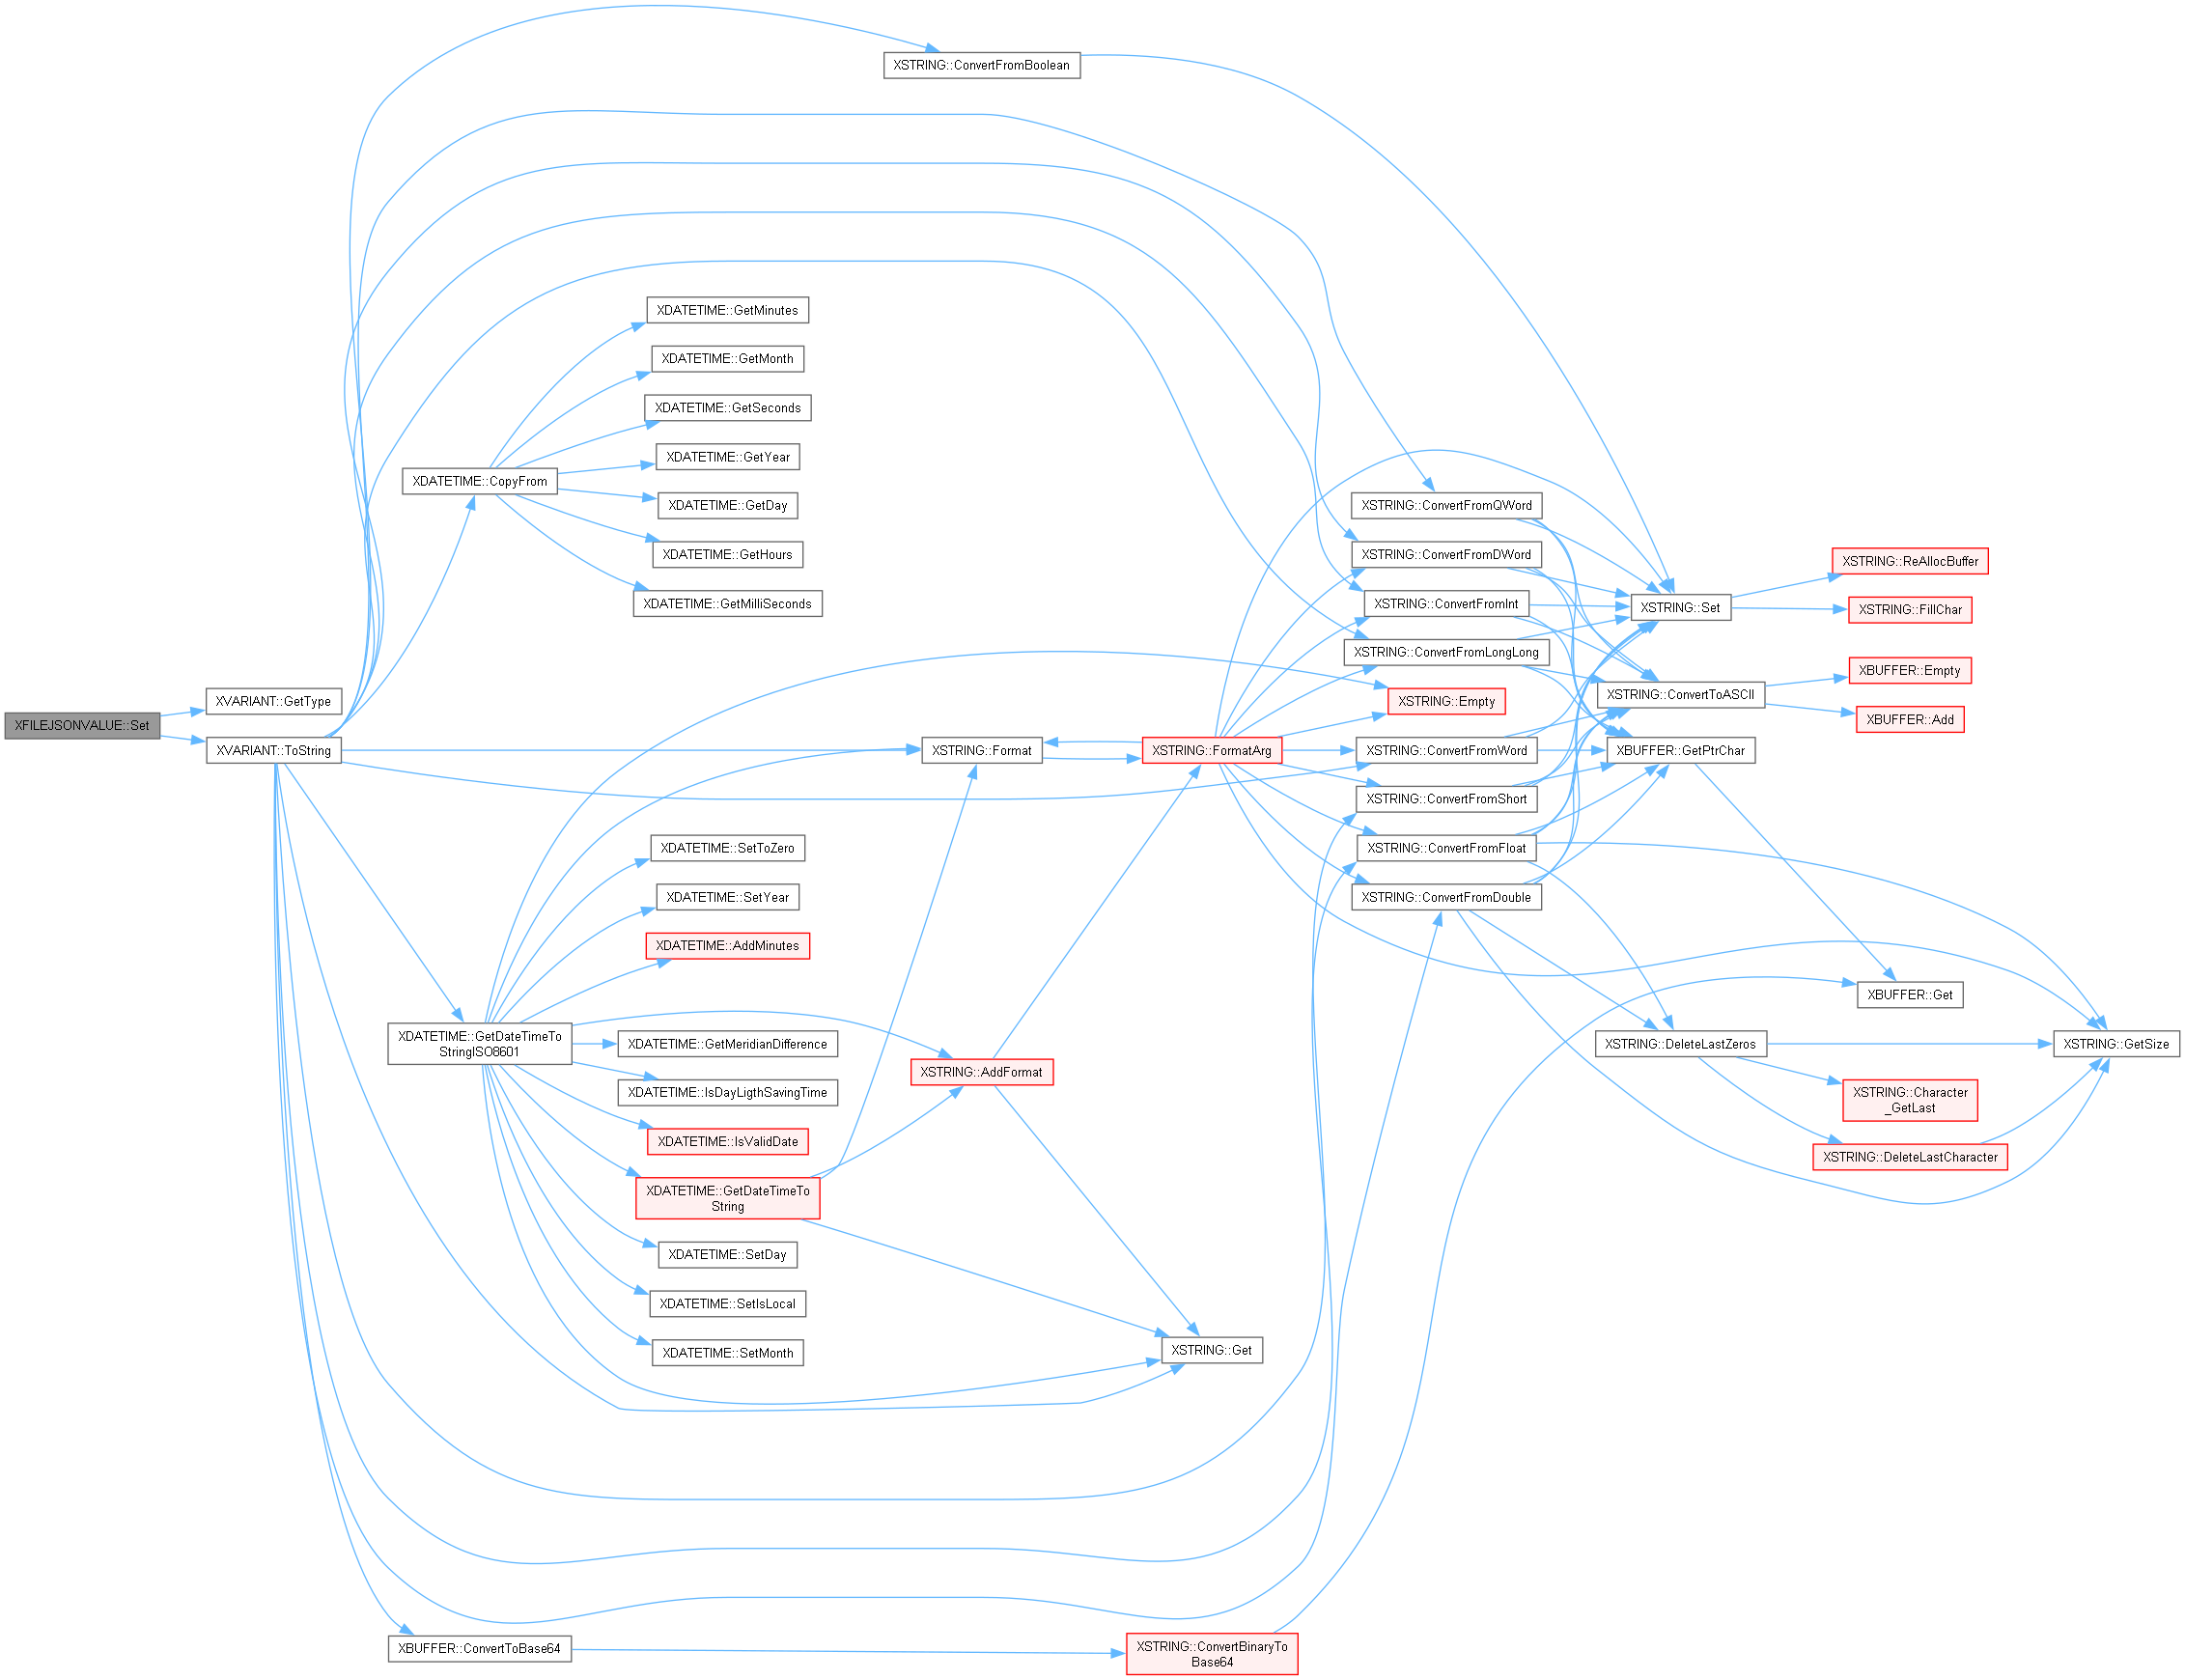 XFILEJSONVALUE::Set
XVARIANT::GetType
XVARIANT::ToString
XDATETIME::CopyFrom
XDATETIME::GetDateTimeTo
StringISO8601
XBUFFER::ConvertToBase64
XDATETIME::GetMinutes
XDATETIME::GetMonth
XDATETIME::GetSeconds
XDATETIME::GetYear
XDATETIME::GetDay
XDATETIME::GetHours
XDATETIME::GetMilliSeconds
XDATETIME::SetToZero
XDATETIME::SetYear
XDATETIME::AddMinutes
XDATETIME::GetMeridianDifference
XDATETIME::IsDayLigthSavingTime
XDATETIME::IsValidDate
XDATETIME::GetDateTimeTo
String
XDATETIME::SetDay
XDATETIME::SetIsLocal
XDATETIME::SetMonth
XSTRING::ConvertFromBoolean
XSTRING::Format
XSTRING::AddFormat
XSTRING::FormatArg
XSTRING::Get
XSTRING::ConvertBinaryTo
Base64
XSTRING::ConvertFromQWord
XSTRING::ConvertFromDWord
XSTRING::ConvertFromInt
XSTRING::ConvertFromLongLong
XSTRING::Empty
XSTRING::ConvertFromWord
XSTRING::ConvertFromShort
XSTRING::ConvertFromFloat
XSTRING::ConvertFromDouble
XSTRING::Set
XSTRING::ConvertToASCII
XBUFFER::GetPtrChar
XSTRING::DeleteLastZeros
XSTRING::ReAllocBuffer
XSTRING::FillChar
XBUFFER::Empty
XBUFFER::Add
XBUFFER::Get
XSTRING::Character
_GetLast
XSTRING::DeleteLastCharacter
XSTRING::GetSize